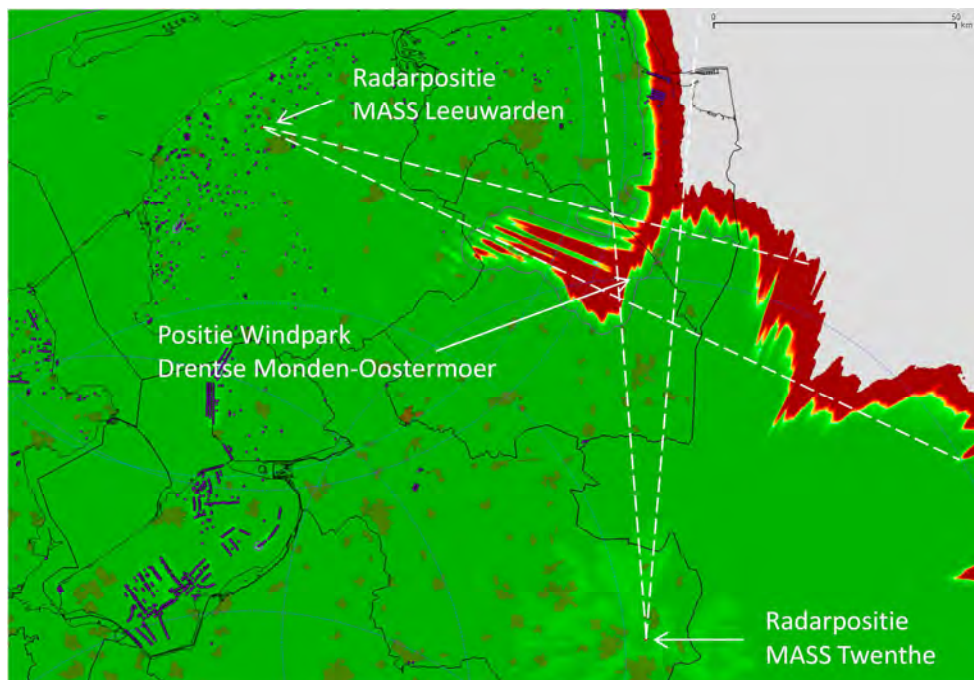 0
50
km
Radarpositie
MASS Leeuwarden
Positie Windpark
Drentse Monden-Oostermoer
Radarpositie
MASS Twenthe